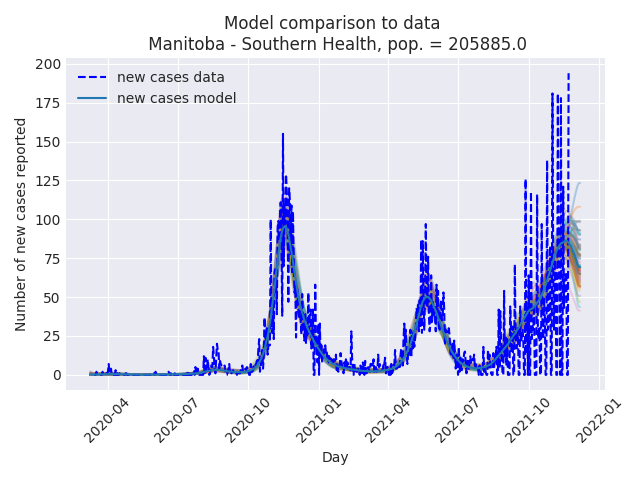 Model comparison to data
Manitoba - Southern Health, pop. = 205885.0
200
175
150
125
100
75
50
25
0
Number of new cases reported
new cases data
new cases model
2020-04
2020-07
2020-10
2021-01
2021-04
2021-07
2021-10
2022-01
Day